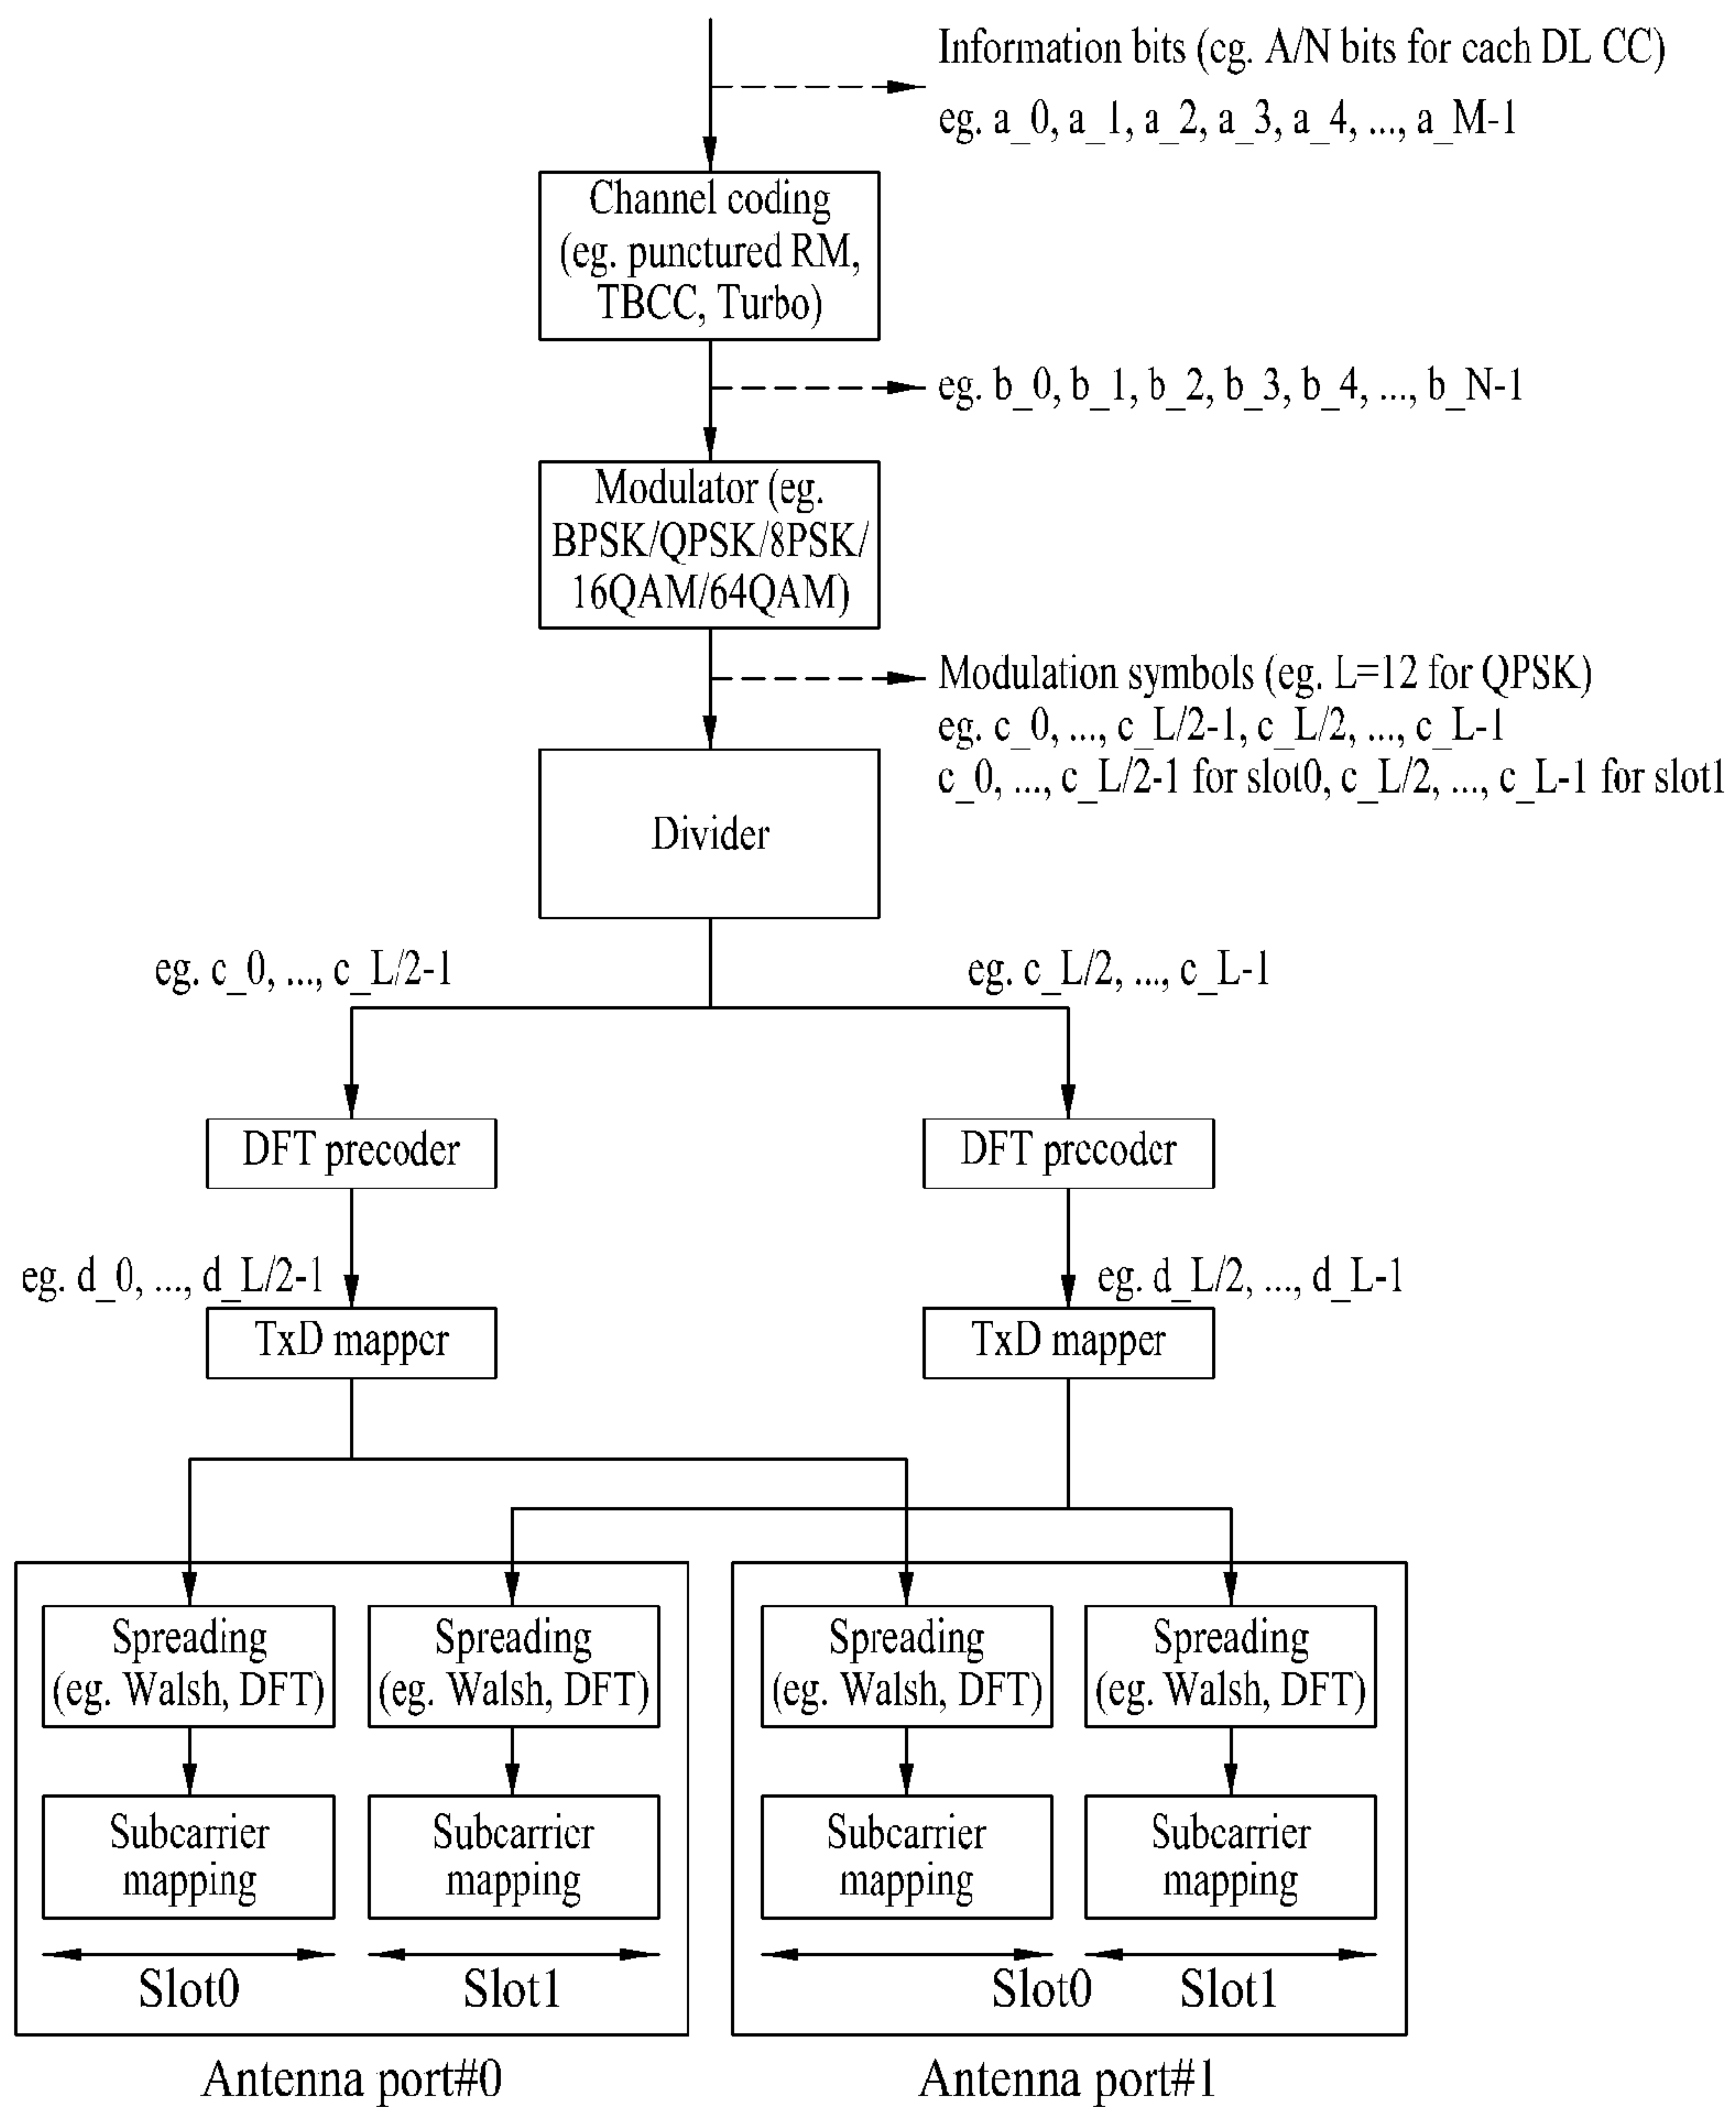 Information bits (cg. A/N bits for cach DL CC)
eg. a_0, a_1, a_2, a_3, a_4, ..., a_M-1
Channel coding
(eg. punctured RM,
TBCC, Turbo)
eg. b_0, b_1, b_2, b_3, b_4, ..., b_N-1
Modulator (eg.
BPSK/QPSK/8PSK/
16QAM/64QAM)
Modulation symbols (eg. L=12 for QPSK)
eg. c_0, ..., c_L/2-1, c_L/2, ..., c_L-1
c_0, ..., c_L/2-1 for slot0, c_L/2, ..., c_L-1 for slot1
Divider
eg. c_0, ..., c_L/2-1
eg. c_L/2, ..., c_L-1
DFT precoder
DFT prccodcr
eg. d_0, ..., d_L/2-1
eg. d_L/2, ..., d_L-1
TxD mappcr
TxD mapper
Spreading
(eg. Walsh, DFT)
Spreading
(eg. Walsh, DFT)
Spreading
(eg. Walsh, DFT)
Spreading
(eg. Walsh, DFT)
Subcarrier
mapping
Subcarricr
mapping
Subcarrier
mapping
Subcarrier
mapping
Slot0
Slot1
Slot0
Slot1
Antenna port#0
Antenna port#1